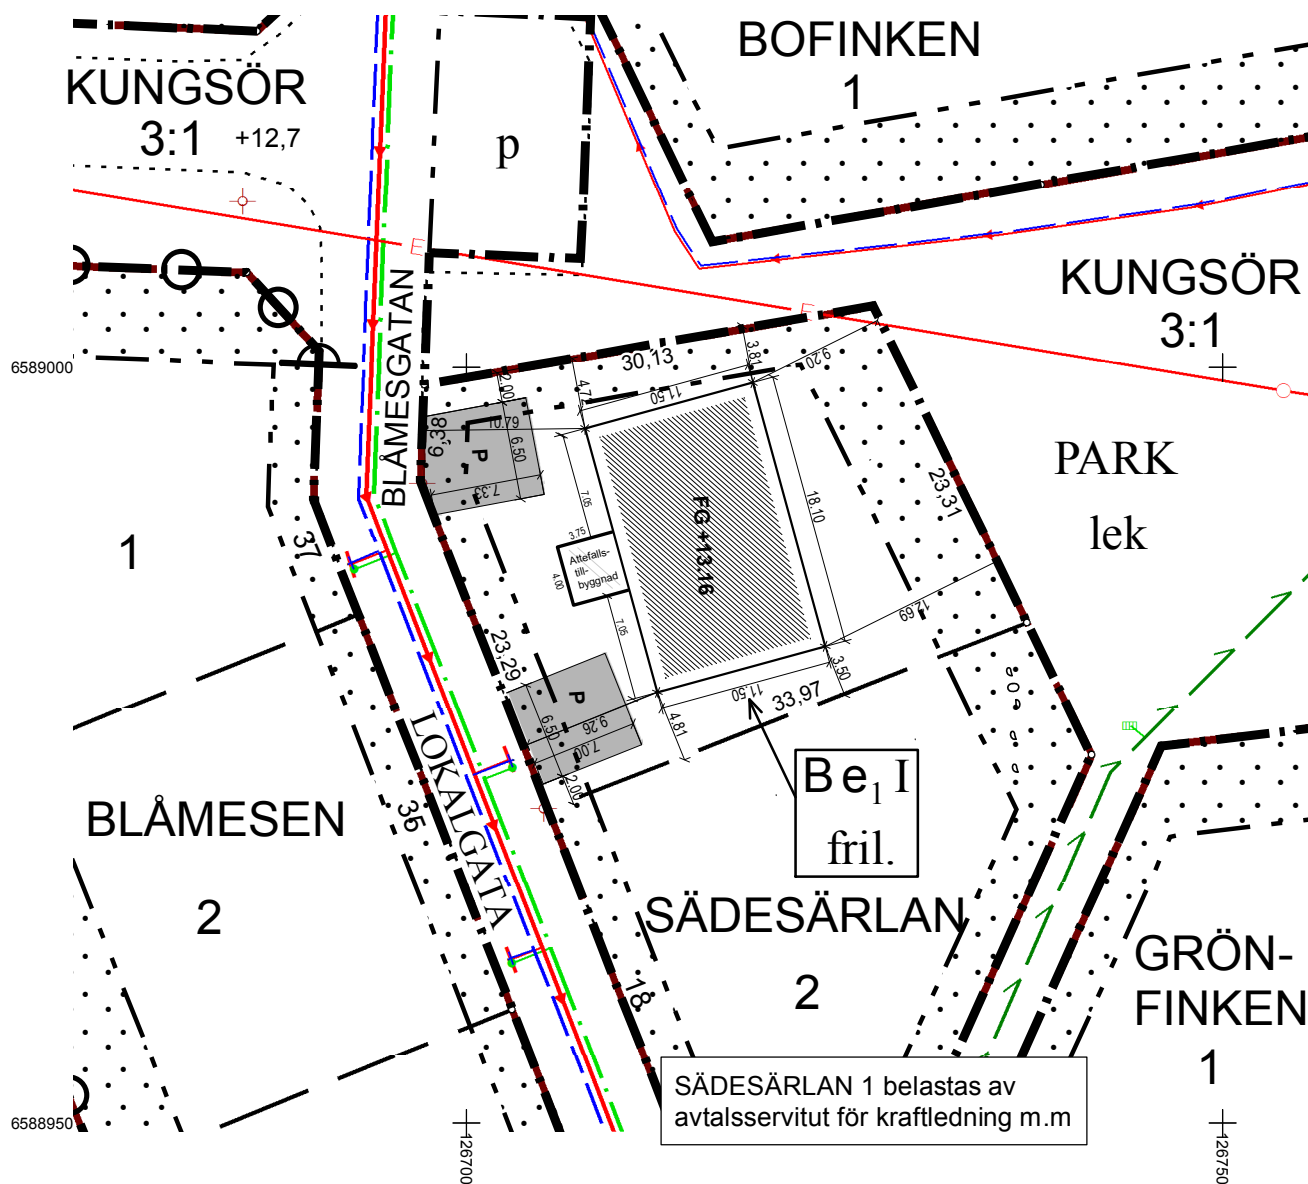 BOFINKEN
1
KUNGSÖR
3:1
+12,7
p
E
E
KUNGSÖR
3:1
BLÅMESGATAN
6589000
30,13
3.81
9.20
2.00
4.7
11.50
10.79
6,38
6.50
P
7.33
7.05
18.10
FG +13.16
23,31
PARK
lek
1
37
3.75
Attefalls-
till-
byggnad
4.00
7.05
12.69
23,29
P
6.50
9.26
7.00
2.00
4.81
11.50
33,97
3.50
LOKALGATA
35
BLÅMESEN
2
Be₁ I
fril.
SÄDESÄRLAN
2
18
GRÖN-
FINKEN
1
SÄDESÄRLAN 1 belastas av
avtalsservitut för kraftledning m.m
6588950
126700
126750